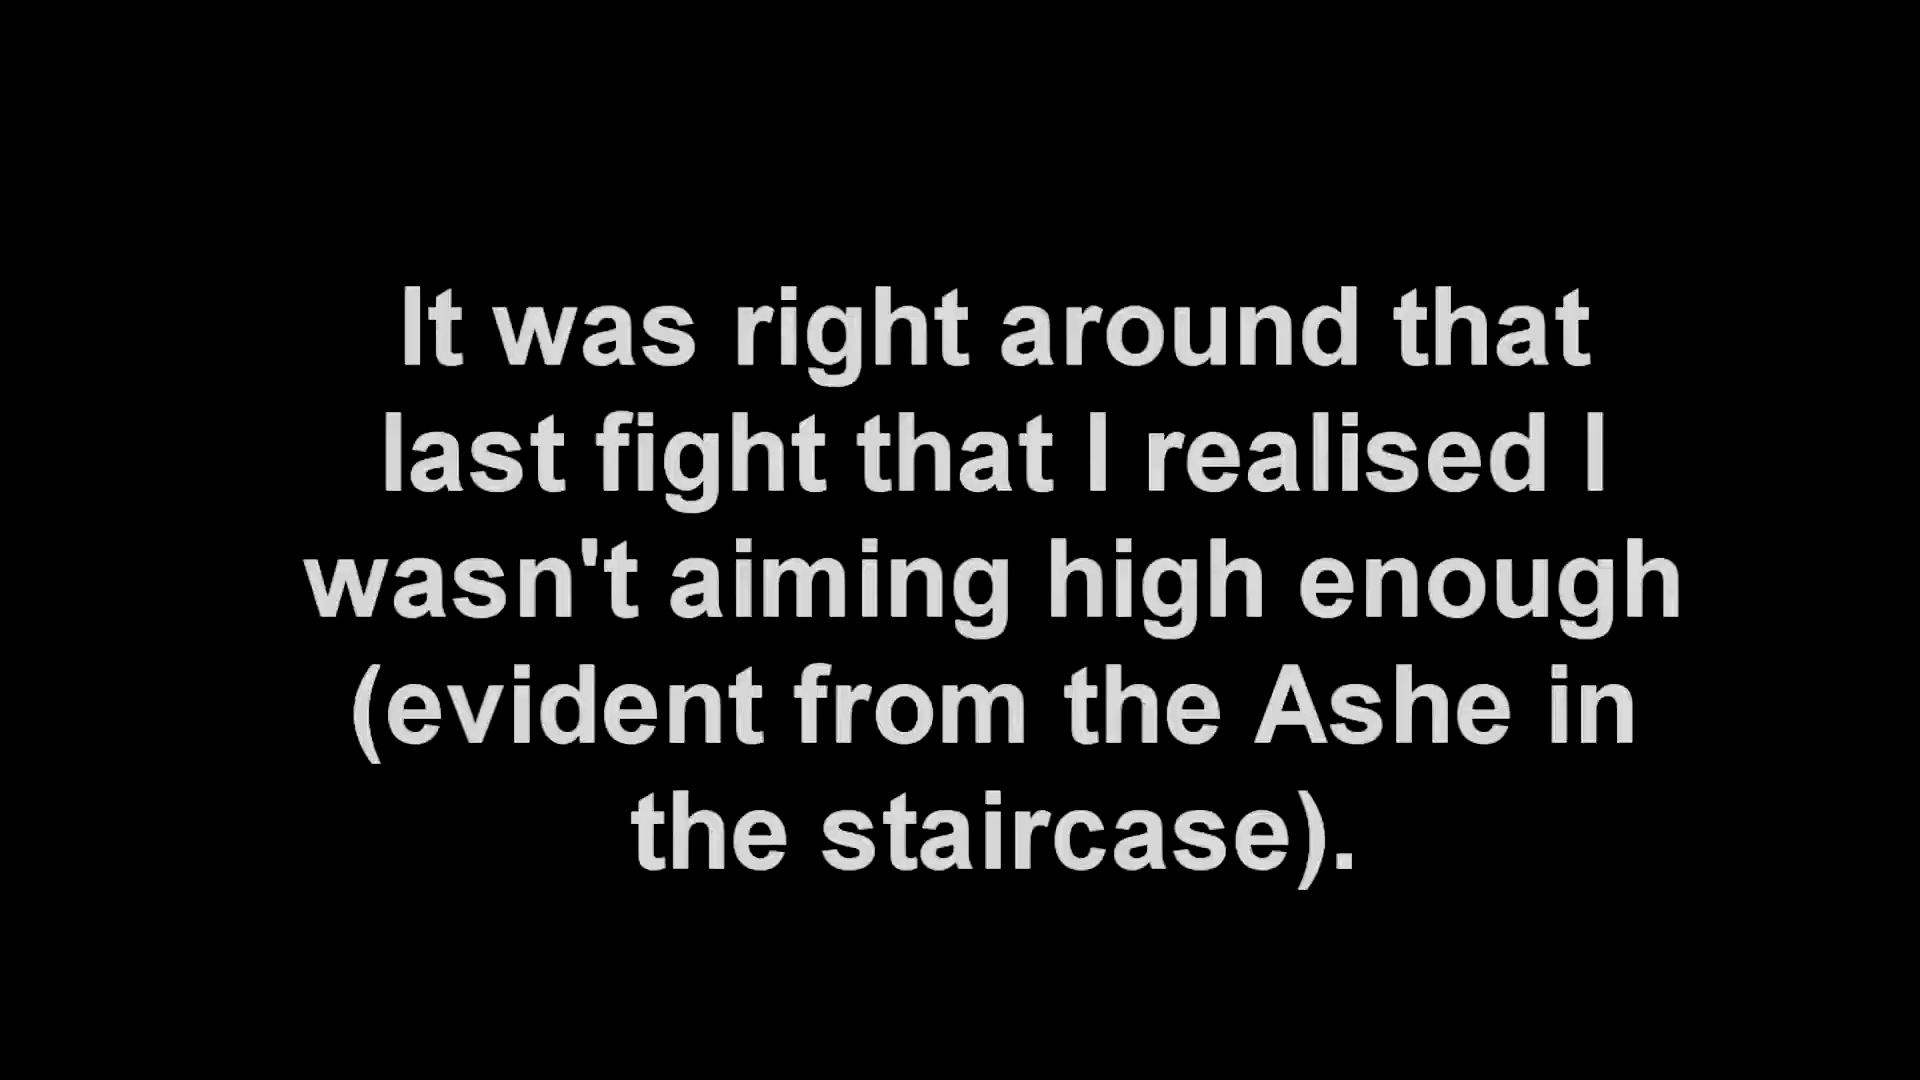 It was right around that
last fight that I realised I
wasn't aiming high enough
(evident from the Ashe in
the staircase).